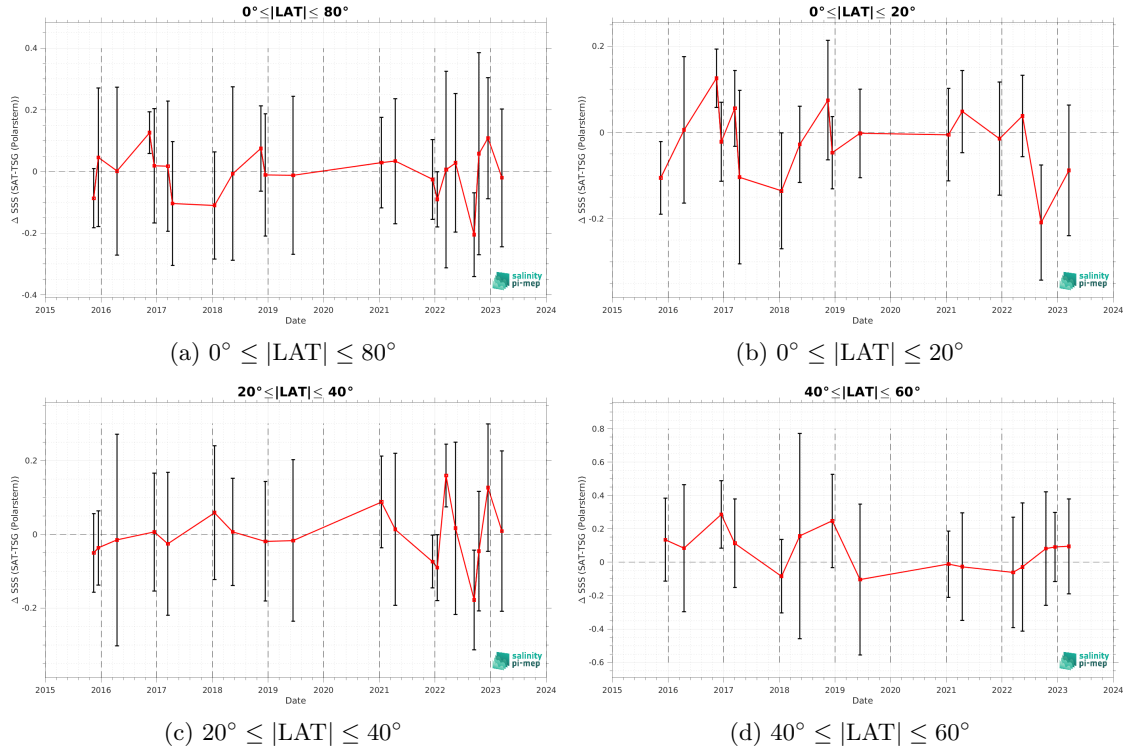 0°≤|LAT|≤ 80°
Δ SSS (SAT-TSG (Polarstern))
0.4
0.2
0
-0.2
-0.4
2015 2016 2017 2018 2019 2020 2021 2022 2023 2024
Date
salinity
pi-mep
(a) 0° ≤ |LAT| ≤ 80°
0°≤|LAT|≤ 20°
Δ SSS (SAT-TSG (Polarstern))
0.2
0
-0.2
2015 2016 2017 2018 2019 2020 2021 2022 2023 2024
Date
salinity
pi-mep
(b) 0° ≤ |LAT| ≤ 20°
20°≤|LAT|≤ 40°
Δ SSS (SAT-TSG (Polarstern))
0.2
0
-0.2
2015 2016 2017 2018 2019 2020 2021 2022 2023 2024
Date
salinity
pi-mep
(c) 20° ≤ |LAT| ≤ 40°
40°≤|LAT|≤ 60°
Δ SSS (SAT-TSG (Polarstern))
0.8
0.6
0.4
0.2
0
-0.2
-0.4
-0.6
2015 2016 2017 2018 2019 2020 2021 2022 2023 2024
Date
salinity
pi-mep
(d) 40° ≤ |LAT| ≤ 60°